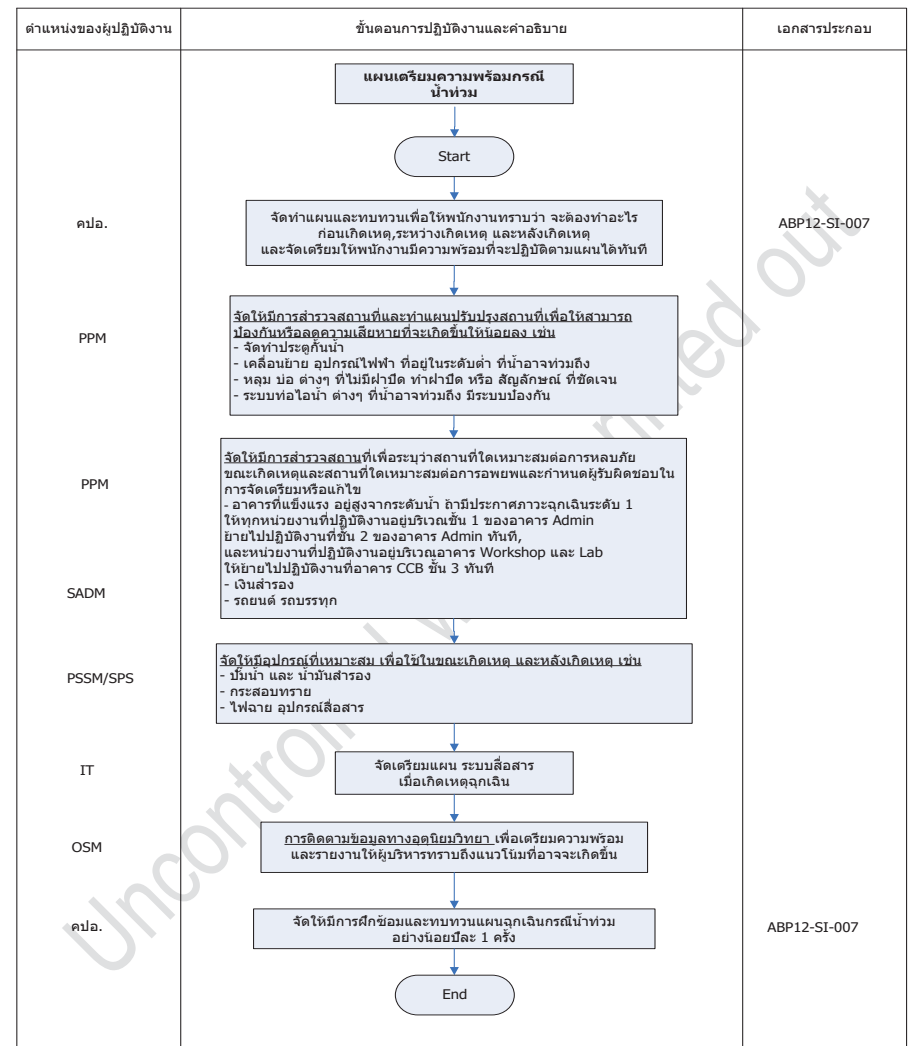 ตำแหน่งของผู้ปฏิบัติงาน
ขั้นตอนการปฏิบัติงานและคำอธิบาย
เอกสารประกอบ
แผนเตรียมความพร้อมกรณี
น้ำท่วม
Start
คปอ.
จัดทำแผนและทบทวนเพื่อให้พนักงานทราบว่า จะต้องทำอะไร
ก่อนเกิดเหตุ,ระหว่างเกิดเหตุ และหลังเกิดเหตุ
และจัดเตรียมให้พนักงานมีความพร้อมที่จะปฏิบัติตามแผนได้ทันที
ABP12-SI-007
PPM
จัดให้มีการสำรวจสถานที่และทำแผนปรับปรุงสถานที่เพื่อให้สามารถ
ป้องกันหรือลดความเสียหายที่จะเกิดขึ้นให้น้อยลง เช่น
- จัดทำประตูกั้นน้ำ
- เคลื่อนย้าย อุปกรณ์ไฟฟ้า ที่อยู่ในระดับต่ำ ที่น้ำอาจท่วมถึง
- หลุม บ่อ ต่างๆ ที่ไม่มีฝาปิด ทำฝาปิด หรือ สัญลักษณ์ ที่ชัดเจน
- ระบบท่อไอน้ำ ต่างๆ ที่น้ำอาจท่วมถึง มีระบบป้องกัน
PPM
จัดให้มีการสำรวจสถานที่เพื่อระบุว่าสถานที่ใดเหมาะสมต่อการหลบภัย
ขณะเกิดเหตุและสถานที่ใดเหมาะสมต่อการอพยพและกำหนดผู้รับผิดชอบใน
การจัดเตรียมหรือแก้ไข
- อาคารที่แข็งแรง อยู่สูงจากระดับน้ำ ถ้ามีประกาศภาวะฉุกเฉินระดับ 1
ให้ทุกหน่วยงานที่ปฏิบัติงานอยู่บริเวณชั้น 1 ของอาคาร Admin
ย้ายไปปฏิบัติงานที่ชั้น 2 ของอาคาร Admin ทันที,
และหน่วยงานที่ปฏิบัติงานอยู่บริเวณอาคาร Workshop และ Lab
ให้ย้ายไปปฏิบัติงานที่อาคาร CCB ชั้น 3 ทันที
- เงินสำรอง
- รถยนต์ รถบรรทุก
SADM
PSSM/SPS
จัดให้มีอุปกรณ์ที่เหมาะสม เพื่อใช้ในขณะเกิดเหตุ และหลังเกิดเหตุ เช่น
- ปั๊มน้ำ และ น้ำมันสำรอง
- กระสอบทราย
- ไฟฉาย อุปกรณ์สื่อสาร
IT
จัดเตรียมแผน ระบบสื่อสาร
เมื่อเกิดเหตุฉุกเฉิน
OSM
การติดตามข้อมูลทางอุตุนิยมวิทยา เพื่อเตรียมความพร้อม
และรายงานให้ผู้บริหารทราบถึงแนวโน้มที่อาจจะเกิดขึ้น
คปอ.
จัดให้มีการฝึกซ้อมและทบทวนแผนฉุกเฉินกรณีน้ำท่วม
อย่างน้อยปีละ 1 ครั้ง
ABP12-SI-007
End